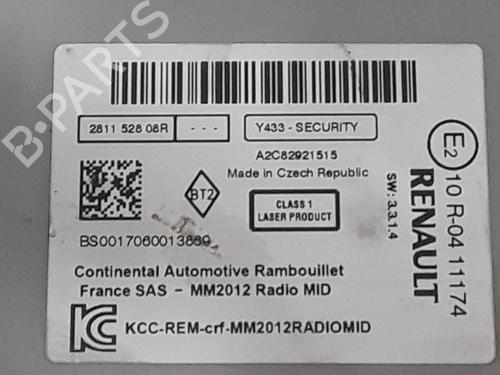 B-PARTS
2811 528 08R - - - Y433 - SECURITY
A2C82921515
Made in Czech Republic
BT2
CLASS 1
LASER PRODUCT
BS0017060013869
Continental Automotive Rambouillet
France SAS - MM2012 Radio MID
KC KCC-REM-crf-MM2012RADIOMID
E2 10 R-04 11174
RENAULT
SW: 3.3.1.4